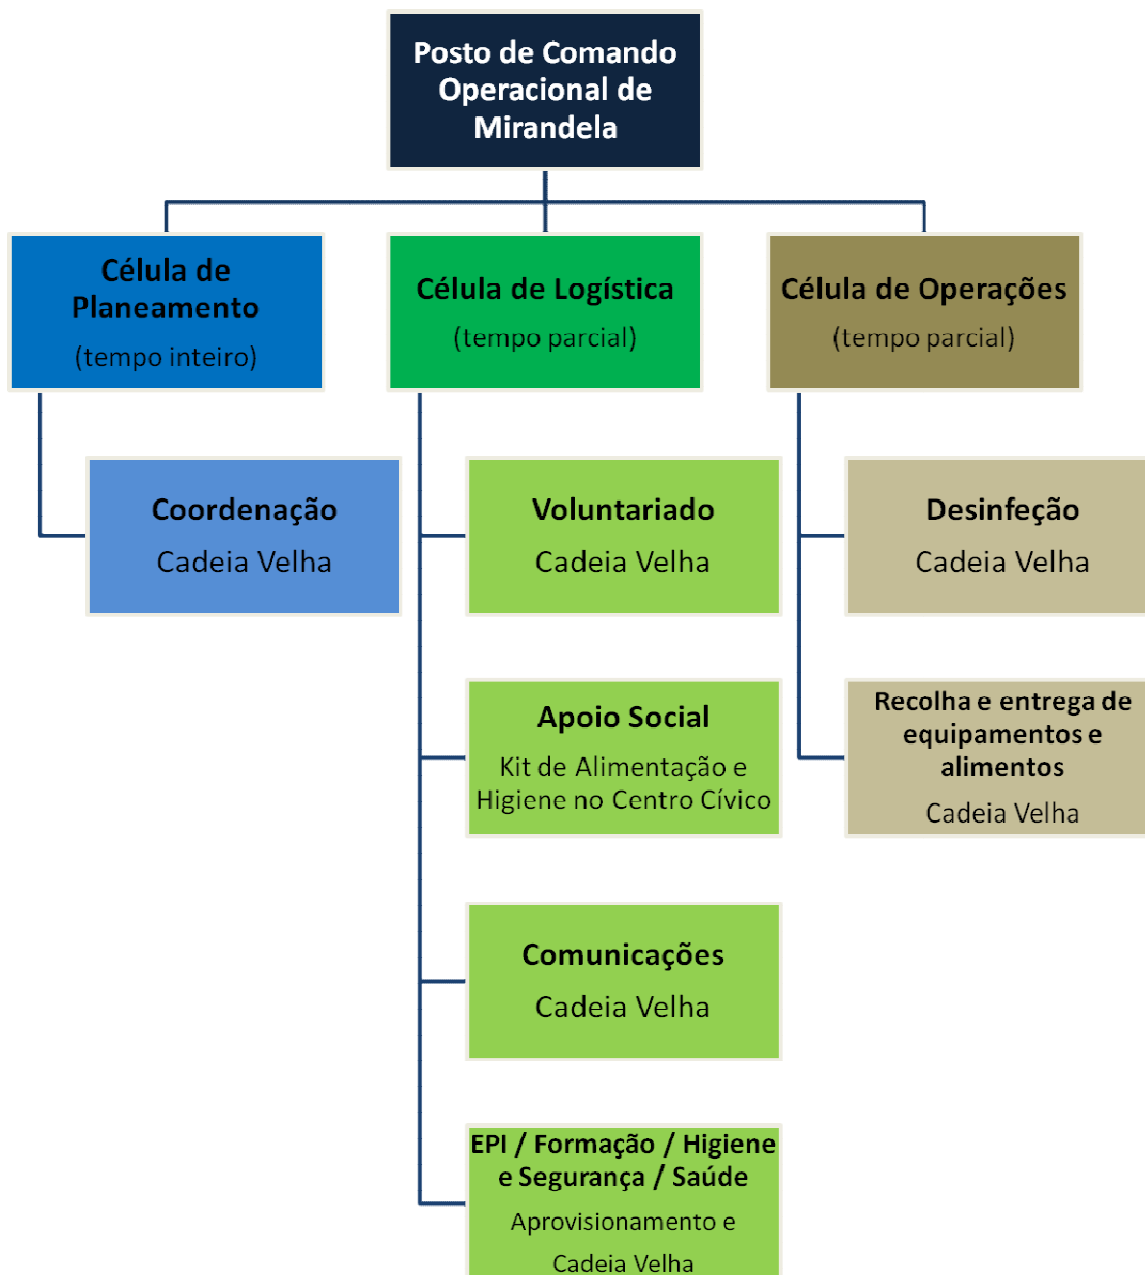 Posto de Comando
Operacional de
Mirandela
Célula de
Planeamento
(tempo inteiro)
Célula de Logística
(tempo parcial)
Célula de Operações
(tempo parcial)
Coordenação
Cadeia Velha
Voluntariado
Cadeia Velha
Desinfeção
Cadeia Velha
Apoio Social
Kit de Alimentação e
Higiene no Centro Cívico
Recolha e entrega de
equipamentos e
alimentos
Cadeia Velha
Comunicações
Cadeia Velha
EPI / Formação / Higiene
e Segurança / Saúde
Aprovisionamento e
Cadeia Velha